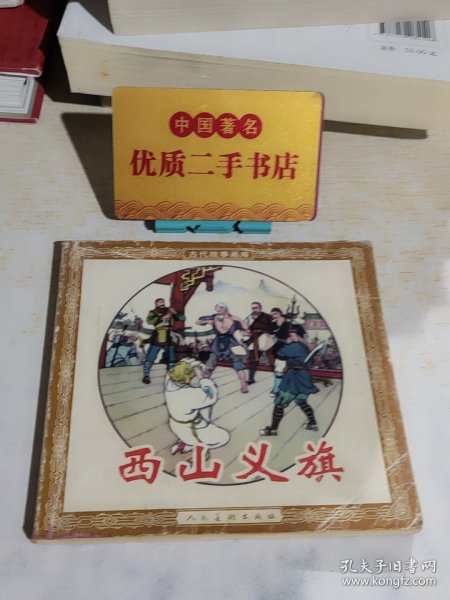 中国著名
优质二手书店
古代故事画库
西山义旗
人民美术出版社
孔夫子旧书网
www.kongfz.com